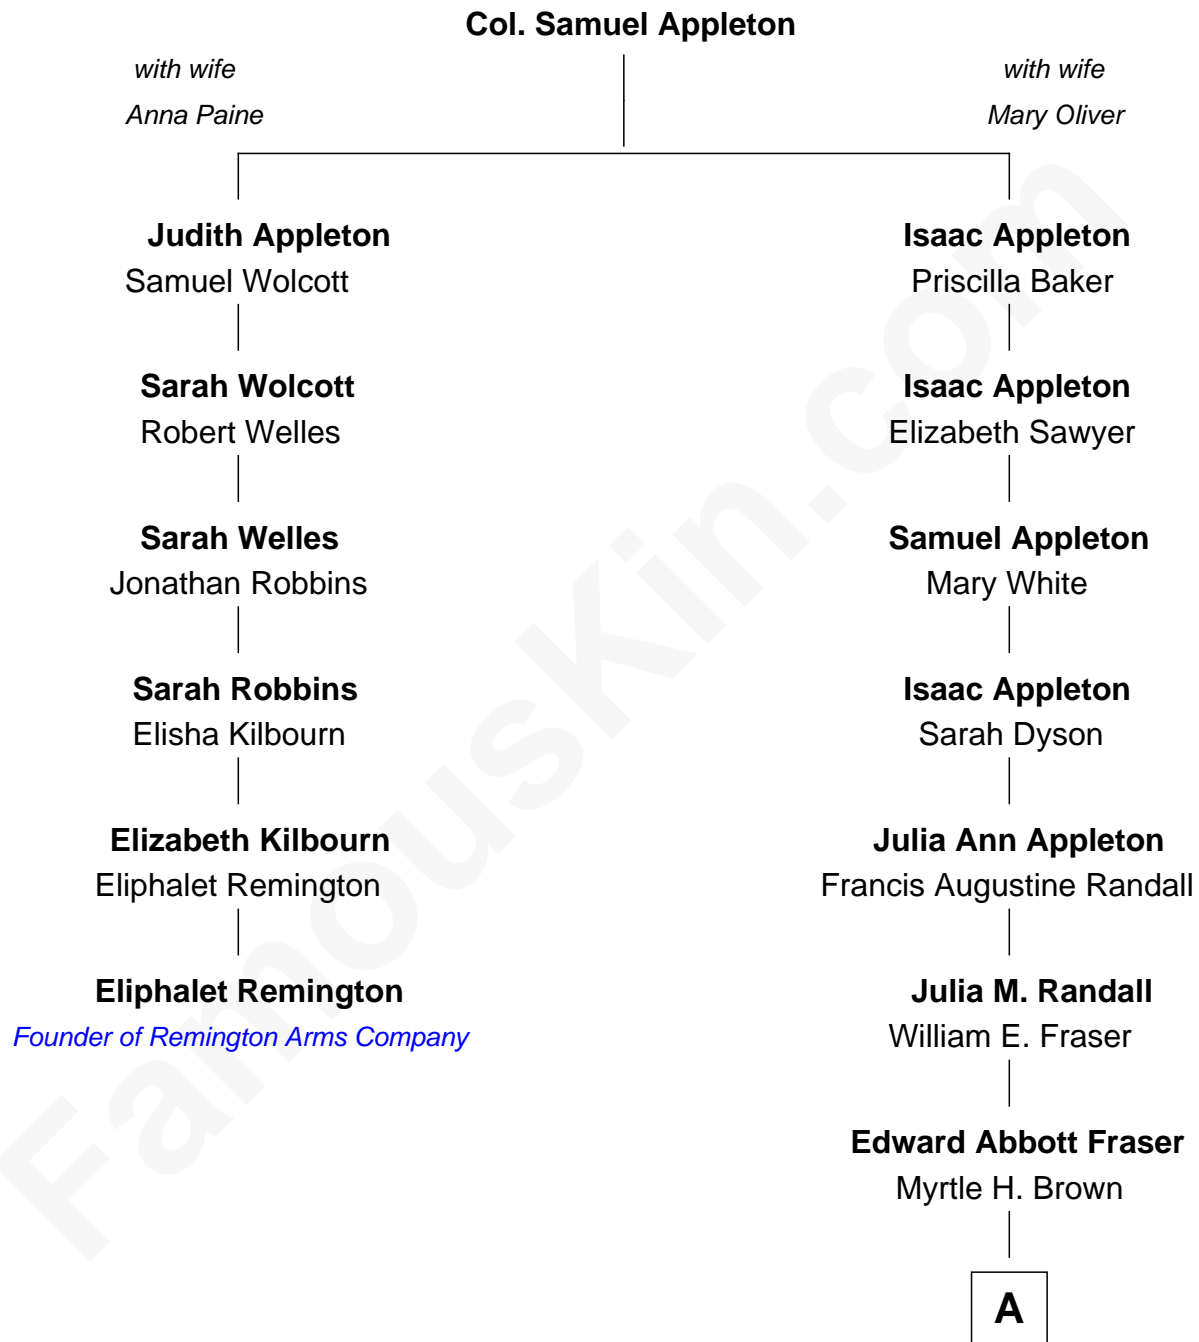 Col. Samuel Appleton
with wife
Anna Paine
with wife
Mary Oliver
Judith Appleton
Samuel Wolcott
Isaac Appleton
Priscilla Baker
Sarah Wolcott
Robert Welles
Isaac Appleton
Elizabeth Sawyer
Sarah Welles
Jonathan Robbins
Samuel Appleton
Mary White
Sarah Robbins
Elisha Kilbourn
Isaac Appleton
Sarah Dyson
Elizabeth Kilbourn
Eliphalet Remington
Julia Ann Appleton
Francis Augustine Randall
Eliphalet Remington
Founder of Remington Arms Company
Julia M. Randall
William E. Fraser
Edward Abbott Fraser
Myrtle H. Brown
A
FamousKin.com